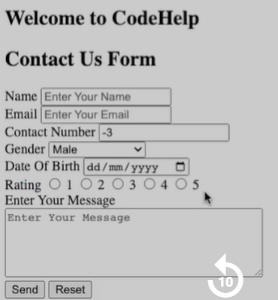 Welcome to CodeHelp
Contact Us Form
Name Enter Your Name
Email Enter Your Email
Contact Number -3
Gender Male
Date Of Birth dd/mm/yyyy
Rating 1 2 3 4 5
Enter Your Message
Enter Your Message
Send Reset
10